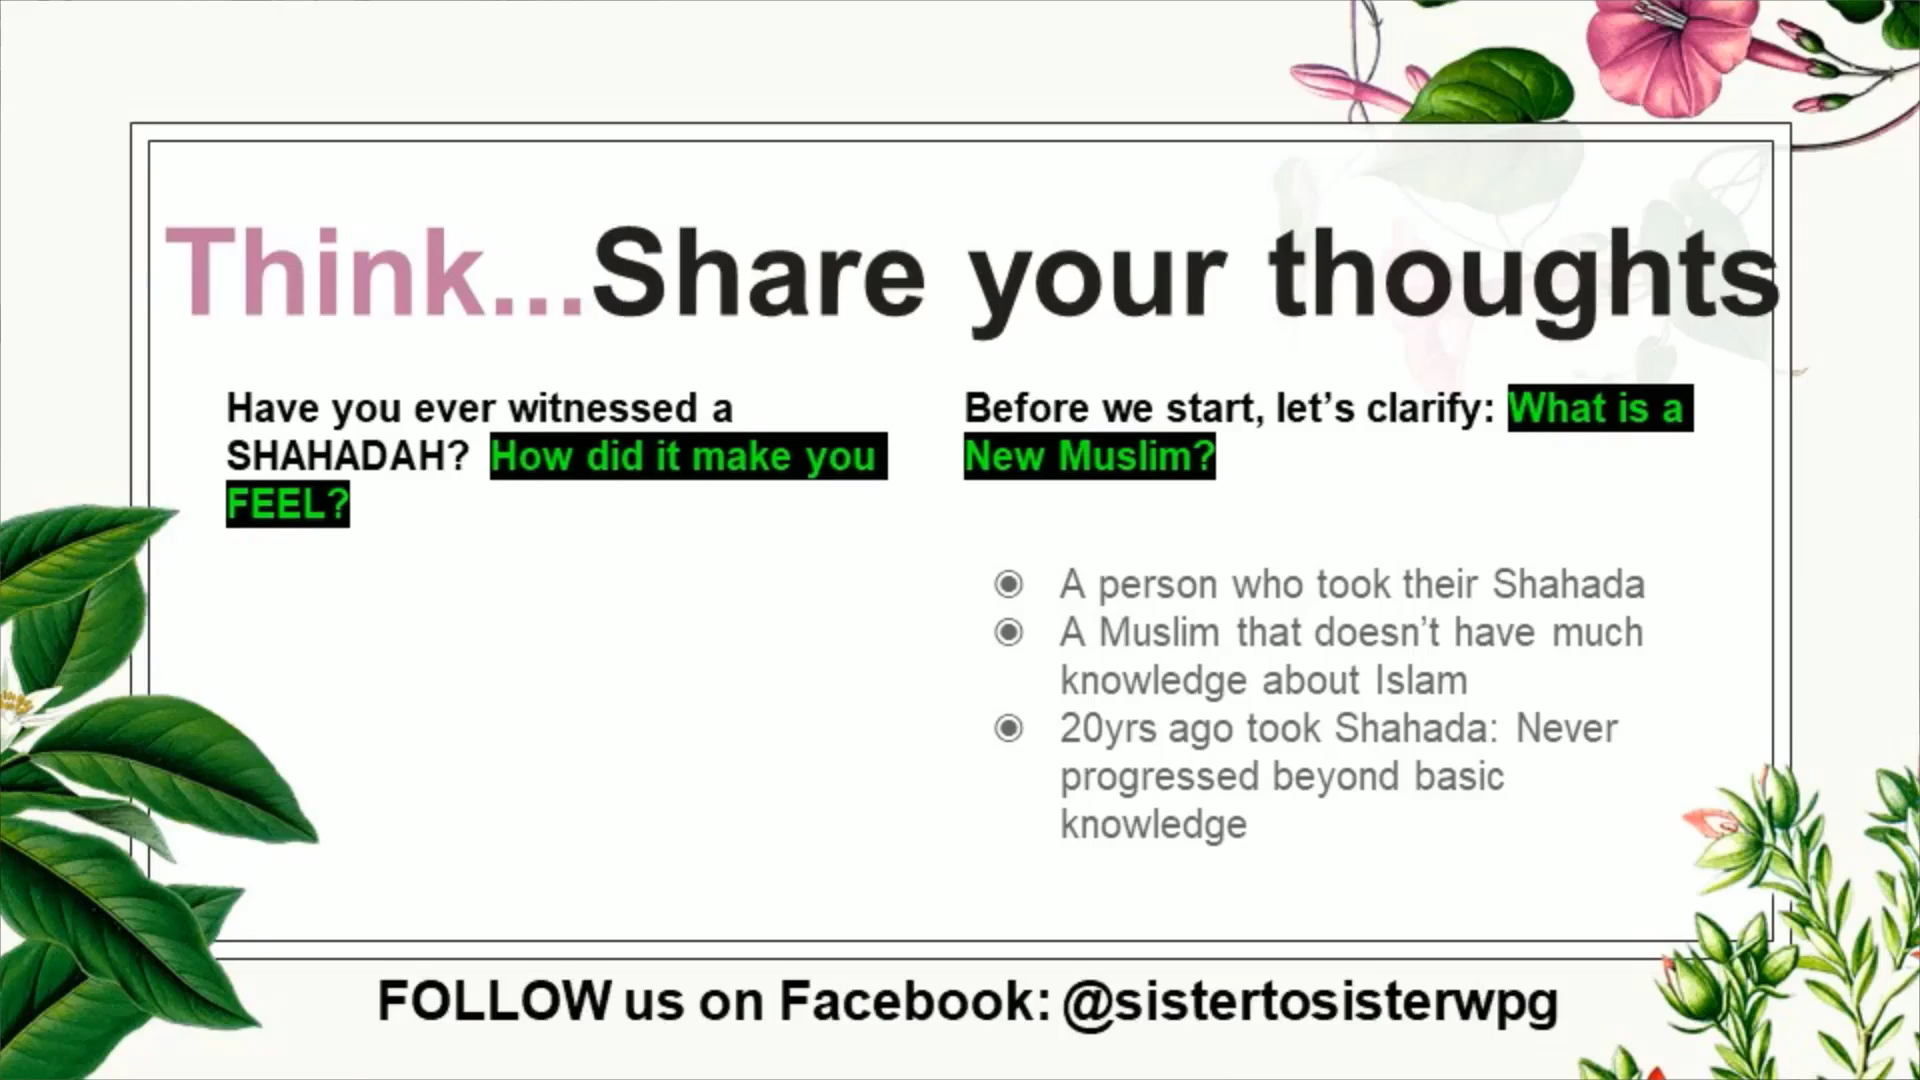 Think...Share your thoughts
Have you ever witnessed a
SHAHADAH? How did it make you
FEEL?
Before we start, let’s clarify: What is a
New Muslim?
A person who took their Shahada
A Muslim that doesn’t have much
knowledge about Islam
20yrs ago took Shahada: Never
progressed beyond basic
knowledge
FOLLOW us on Facebook: @sistertosisterwpg